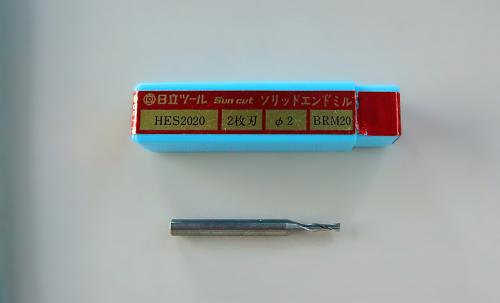 日立ツール Sun cut ソリッドエンドミル
HES2020 2枚刃 φ2 BRM20